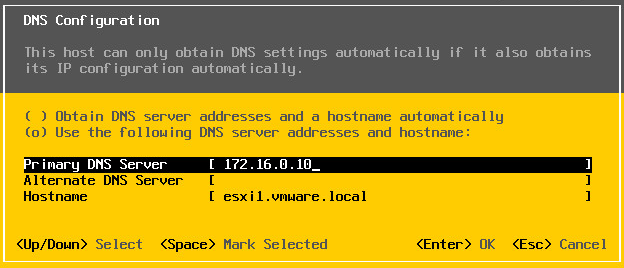 DNS Configuration
This host can only obtain DNS settings automatically if it also obtains
its IP configuration automatically.
( ) Obtain DNS server addresses and a hostname automatically
(o) Use the following DNS server addresses and hostname:
Primary DNS Server [ 172.16.0.10_ ]
Alternate DNS Server [ ]
Hostname [ esxi1.vmware.local ]
<Up/Down> Select <Space> Mark Selected <Enter> OK <Esc> Cancel